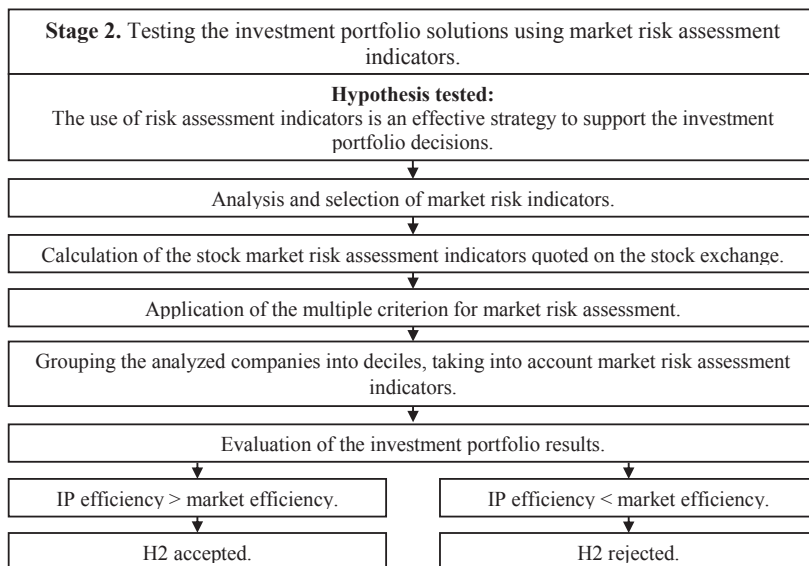 Stage 2. Testing the investment portfolio solutions using market risk assessment
indicators.
Hypothesis tested:
The use of risk assessment indicators is an effective strategy to support the investment
portfolio decisions.
Analysis and selection of market risk indicators.
Calculation of the stock market risk assessment indicators quoted on the stock exchange.
Application of the multiple criterion for market risk assessment.
Grouping the analyzed companies into deciles, taking into account market risk assessment
indicators.
Evaluation of the investment portfolio results.
IP efficiency > market efficiency.
IP efficiency < market efficiency.
H2 accepted.
H2 rejected.